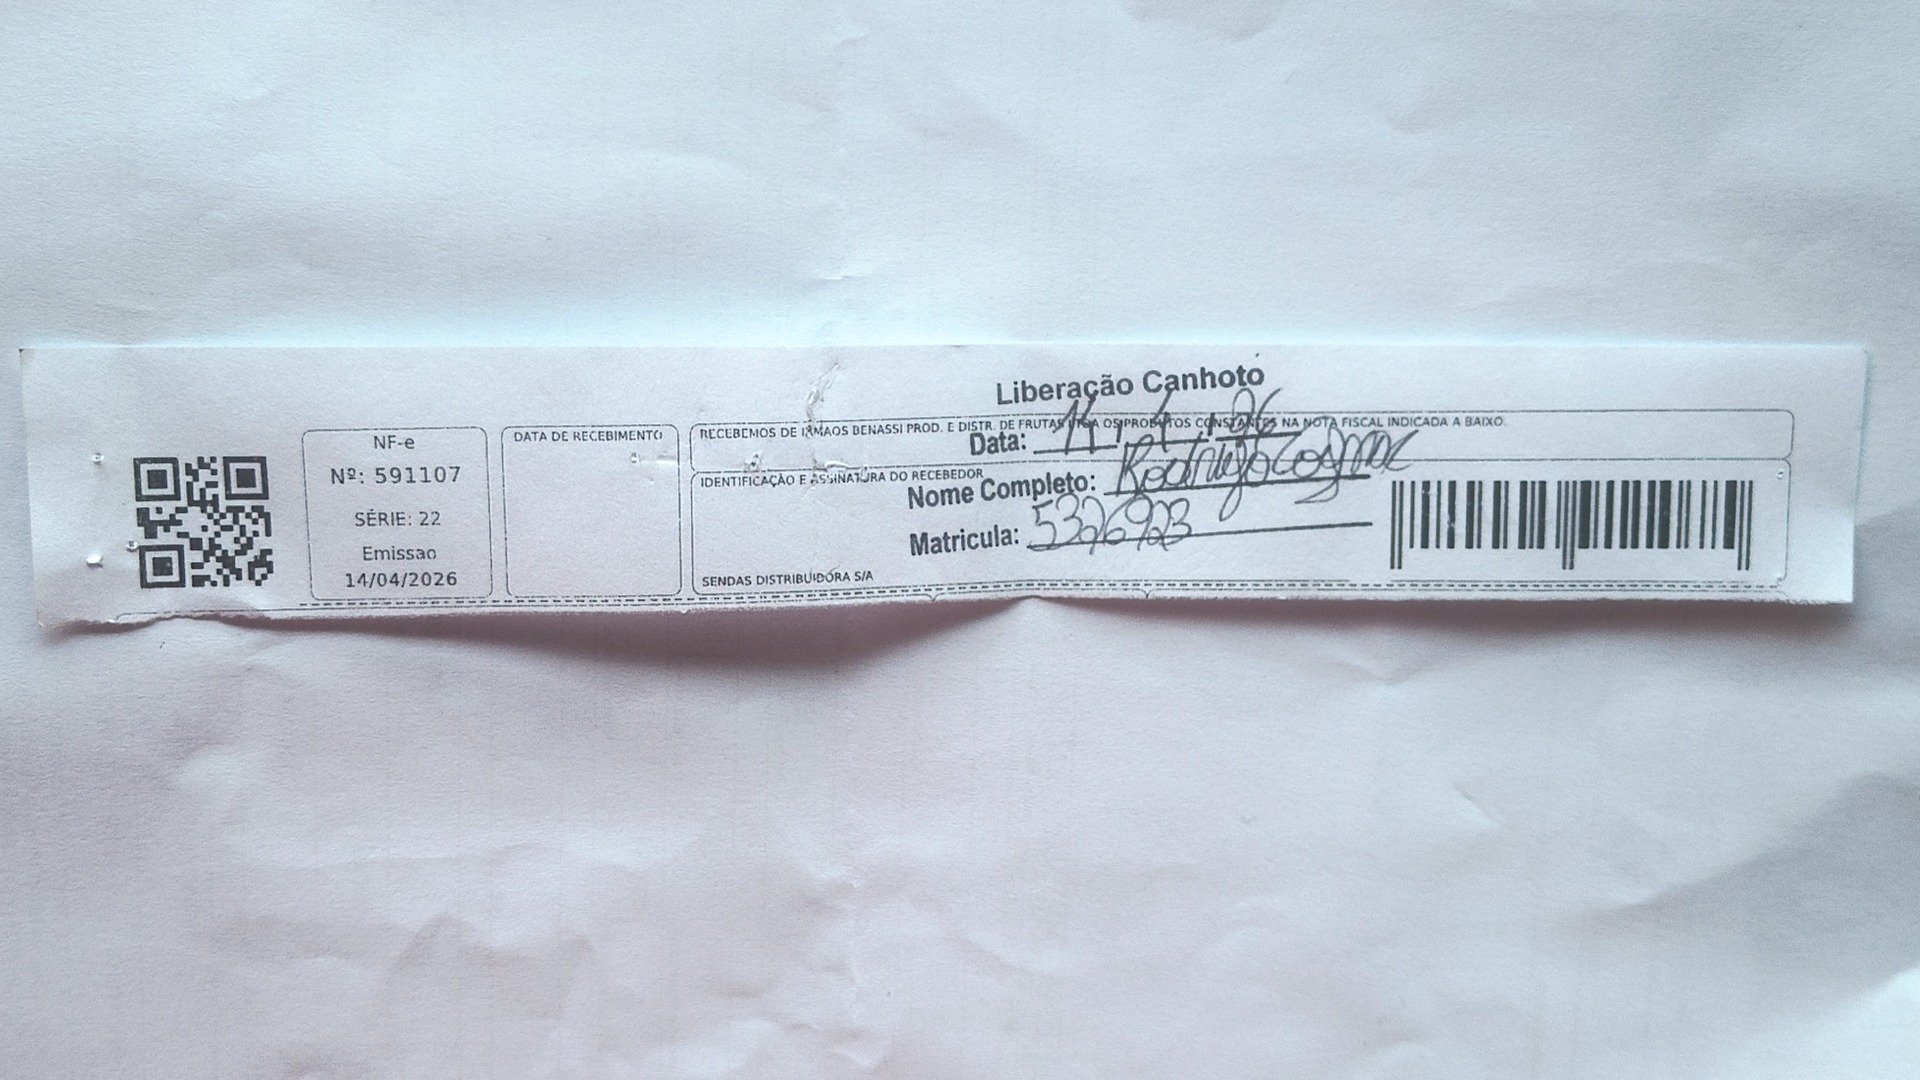 Liberação Canhoto
NF-e
Nº: 591107
SÉRIE: 22
Emissao
14/04/2026
DATA DE RECEBIMENTO
RECEBEMOS DE IRMAOS BENASSI PROD. E DISTR. DE FRUTAS LTDA OS PRODUTOS CONSTANTES NA NOTA FISCAL INDICADA A BAIXO.
Data: 14, 4, 26
IDENTIFICAÇÃO E ASSINATURA DO RECEBEDOR
Nome Completo: Rodrigo
Matricula: 5326923
SENDAS DISTRIBUIDORA S/A